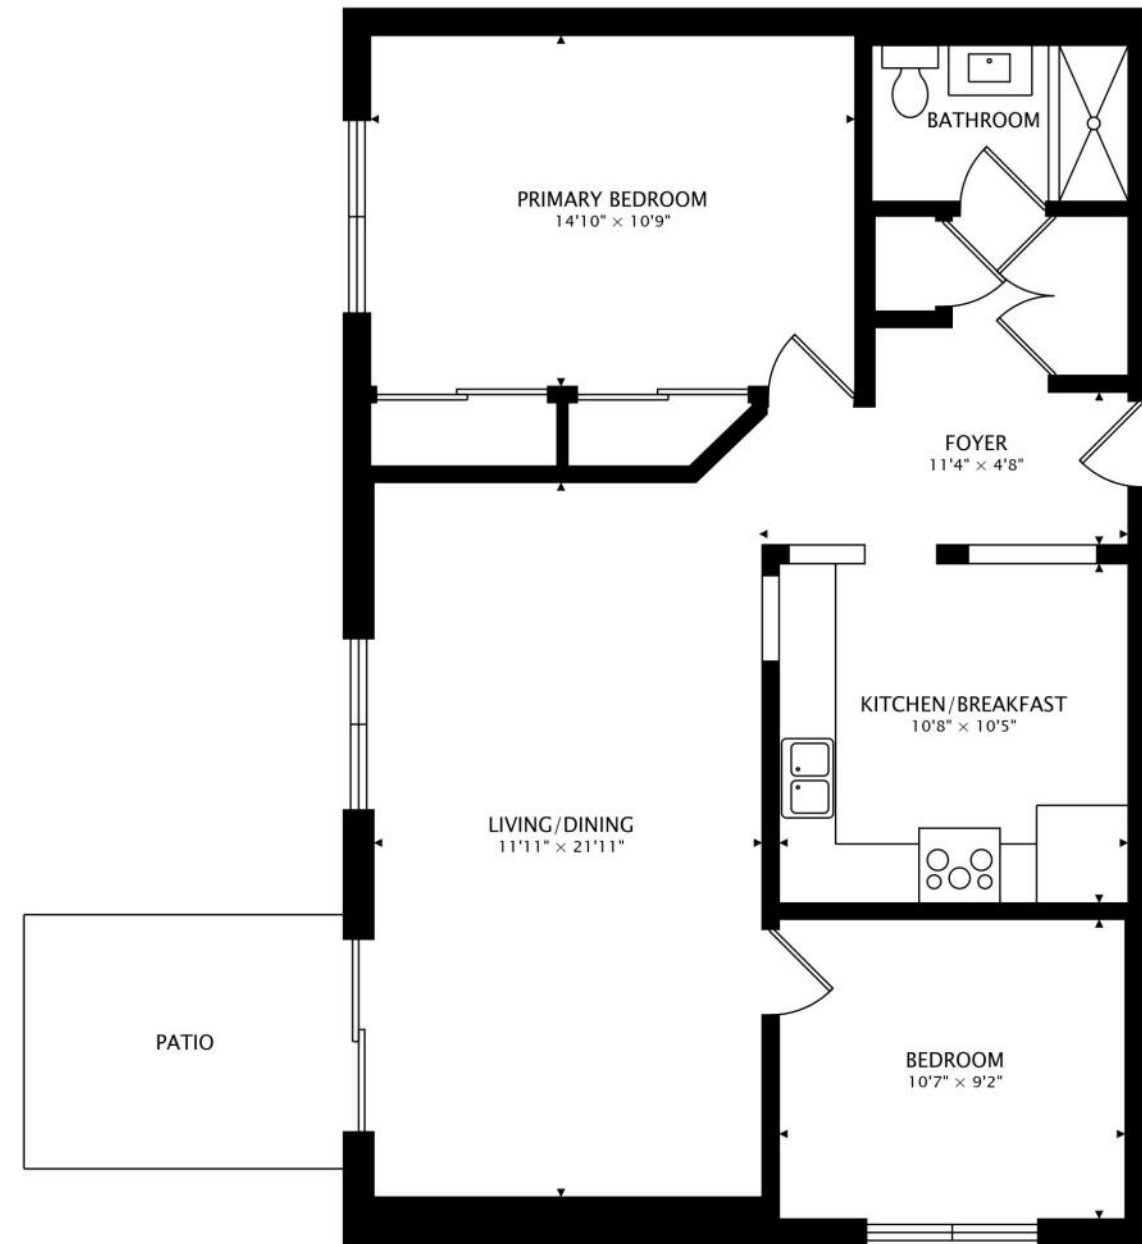 BATHROOM
PRIMARY BEDROOM
14'10" × 10'9"
FOYER
11'4" × 4'8"
KITCHEN/BREAKFAST
10'8" × 10'5"
LIVING/DINING
11'11" × 21'11"
PATIO
BEDROOM
10'7" × 9'2"